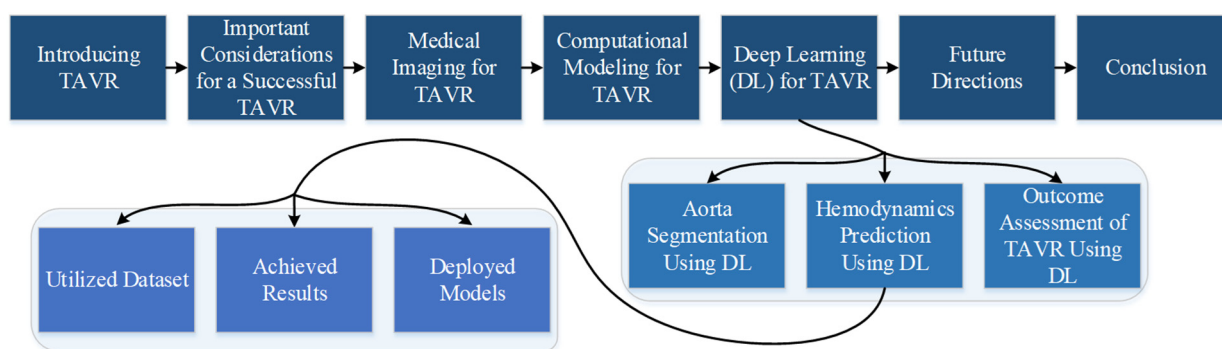 Introducing
TAVR
Important
Considerations
for a Successful
TAVR
Medical
Imaging for
TAVR
Computational
Modeling for
TAVR
Deep Learning
(DL) for TAVR
Future
Directions
Conclusion
Utilized Dataset
Achieved
Results
Deployed
Models
Aorta
Segmentation
Using DL
Hemodynamics
Prediction
Using DL
Outcome
Assessment of
TAVR Using
DL